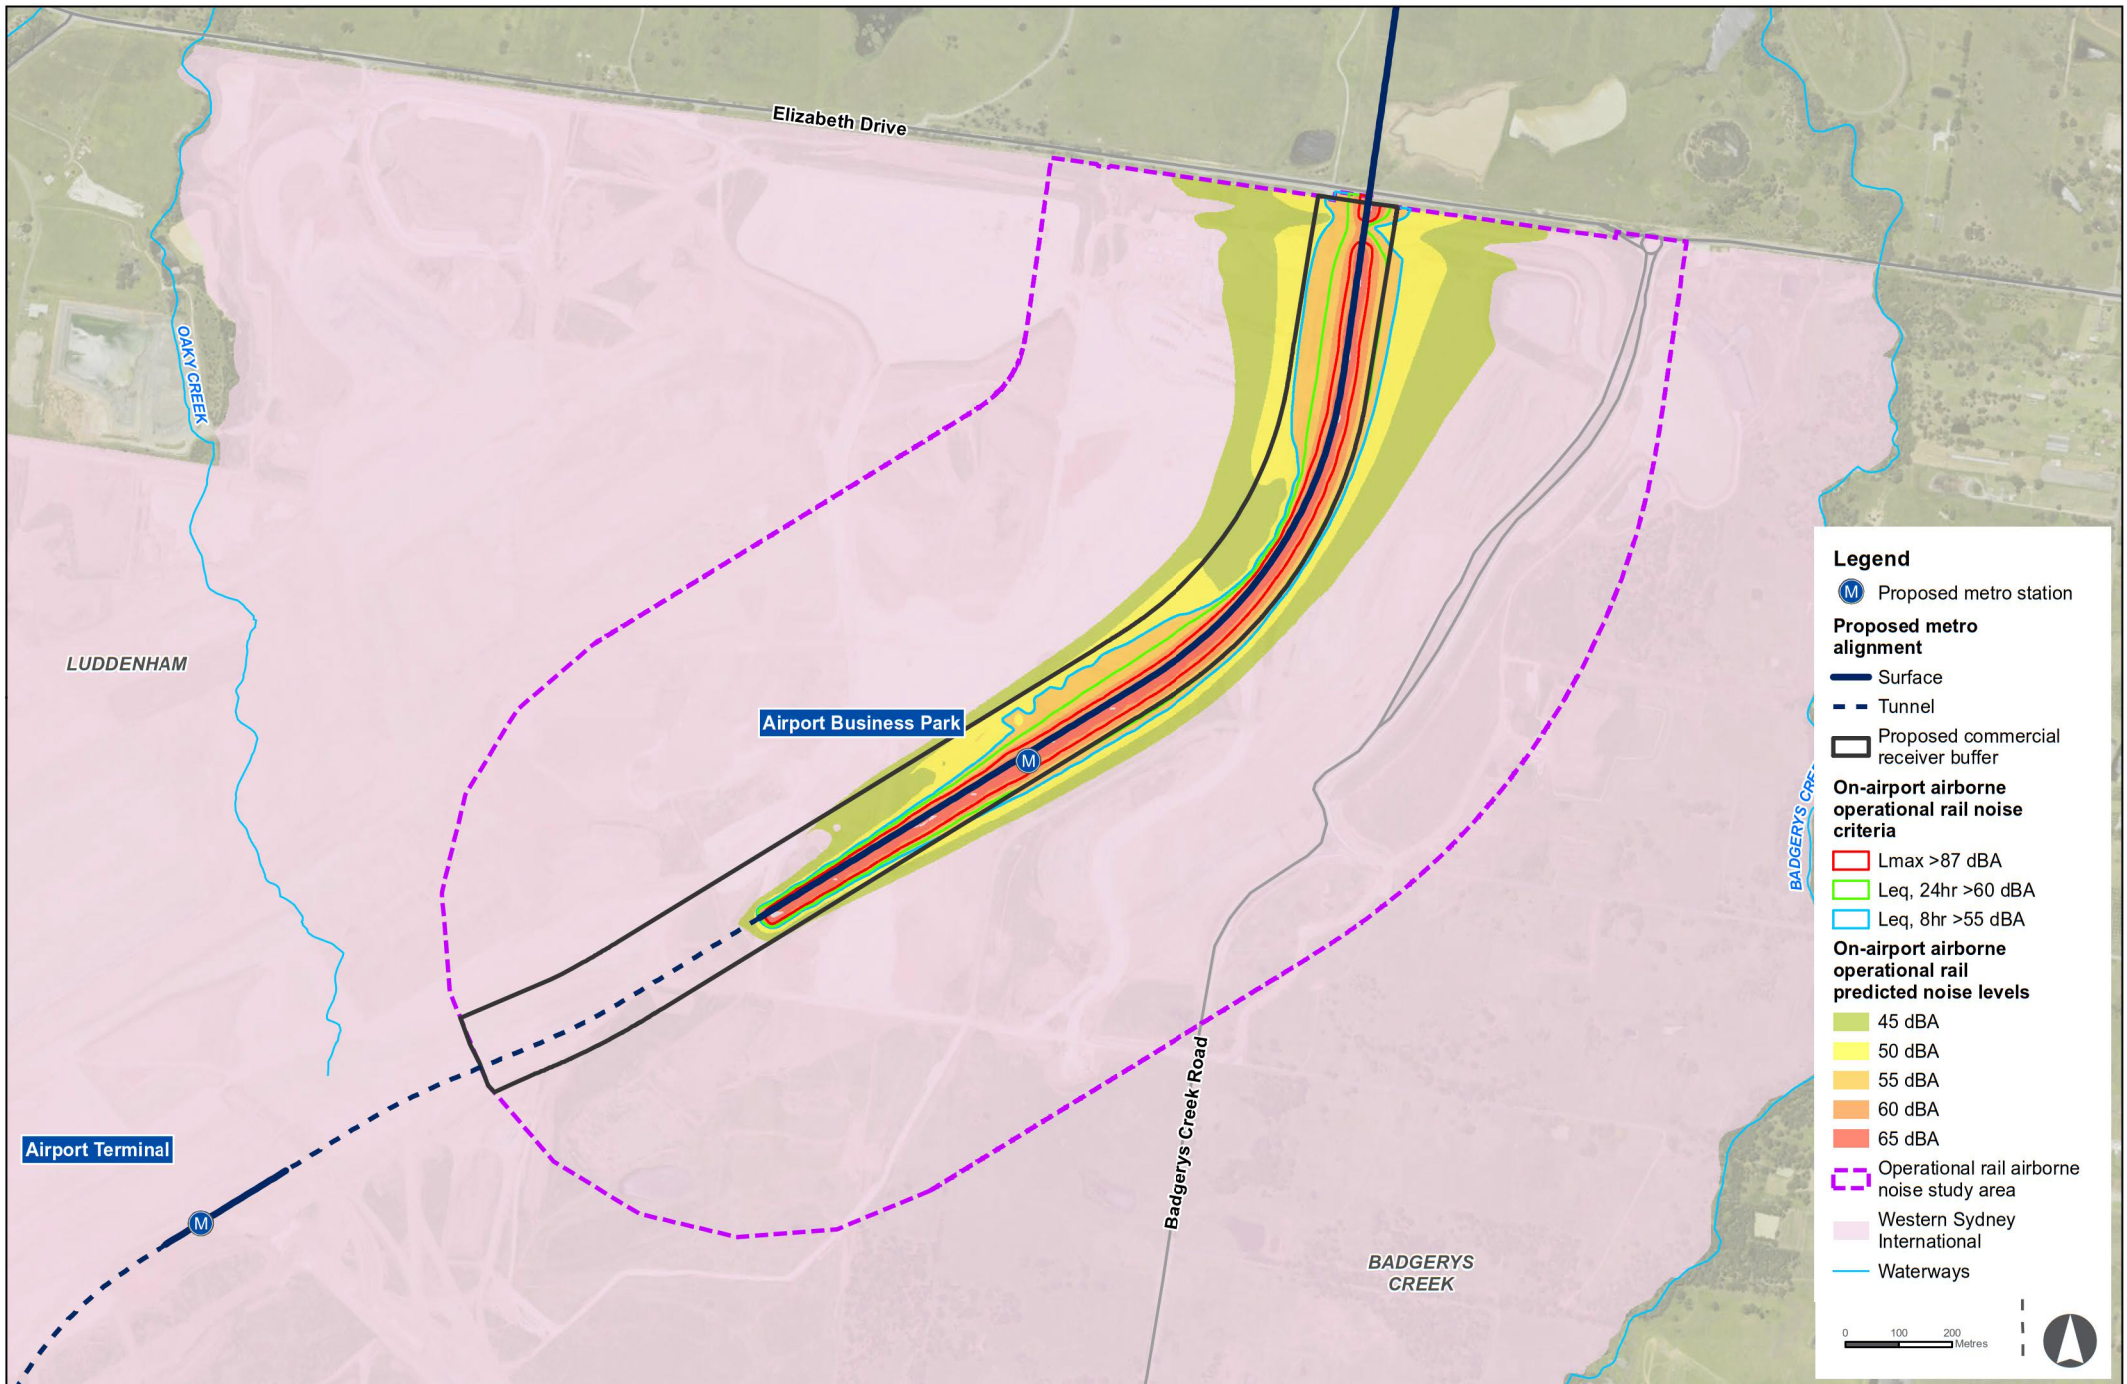 Elizabeth Drive
OAKY CREEK
LUDDENHAM
Airport Business Park
M
Airport Terminal
M
Badgerys Creek Road
BADGERYS
CREEK
BADGERYS CRE
Legend
M Proposed metro station
Proposed metro
alignment
Surface
Tunnel
Proposed commercial
receiver buffer
On-airport airborne
operational rail noise
criteria
Lmax >87 dBA
Leq, 24hr >60 dBA
Leq, 8hr >55 dBA
On-airport airborne
operational rail
predicted noise levels
45 dBA
50 dBA
55 dBA
60 dBA
65 dBA
Operational rail airborne
noise study area
Western Sydney
International
Waterways
0 100 200
Metres